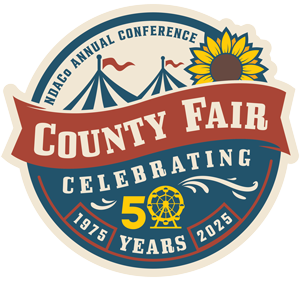 NDACo ANNUAL CONFERENCE
COUNTY FAIR
CELEBRATING
50
1975 YEARS 2025